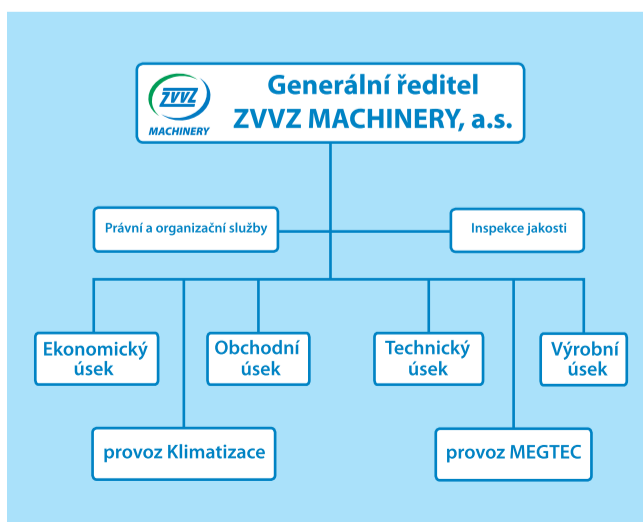 ZVVZ
MACHINERY
Generální ředitel
ZVVZ MACHINERY, a.s.
Právní a organizační služby
Inspekce jakosti
Ekonomický
úsek
Obchodní
úsek
Technický
úsek
Výrobní
úsek
provoz Klimatizace
provoz MEGTEC